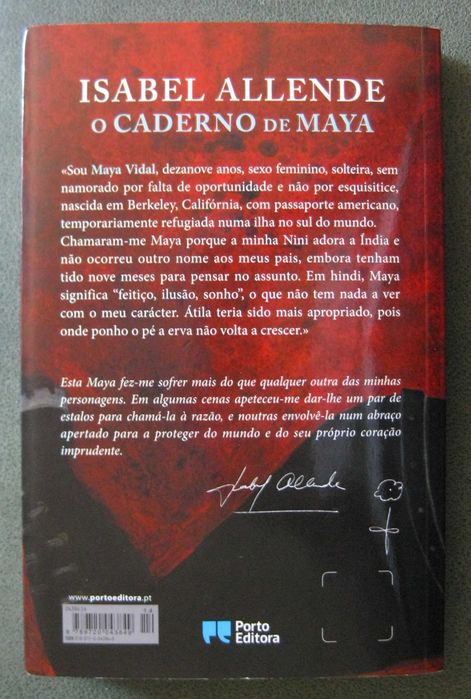 ISABEL ALLENDE
O CADERNO DE MAYA
«Sou Maya Vidal, dezanove anos, sexo feminino, solteira, sem
namorado por falta de oportunidade e não por esquisitice,
nascida em Berkeley, Califórnia, com passaporte americano,
temporariamente refugiada numa ilha no sul do mundo.
Chamaram-me Maya porque a minha Nini adora a Índia e
não ocorreu outro nome aos meus pais, embora tenham
tido nove meses para pensar no assunto. Em hindi, Maya
significa “feitiço, ilusão, sonho”, o que não tem nada a ver
com o meu carácter. Átila teria sido mais apropriado, pois
onde ponho o pé a erva não volta a crescer.»
Esta Maya fez-me sofrer mais do que qualquer outra das minhas
personagens. Em algumas cenas apeteceu-me dar-lhe um par de
estalos para chamá-la à razão, e noutras envolvê-la num abraço
apertado para a proteger do mundo e do seu próprio coração
imprudente.
Isabel Allende
www.portoeditora.pt
Porto
Editora